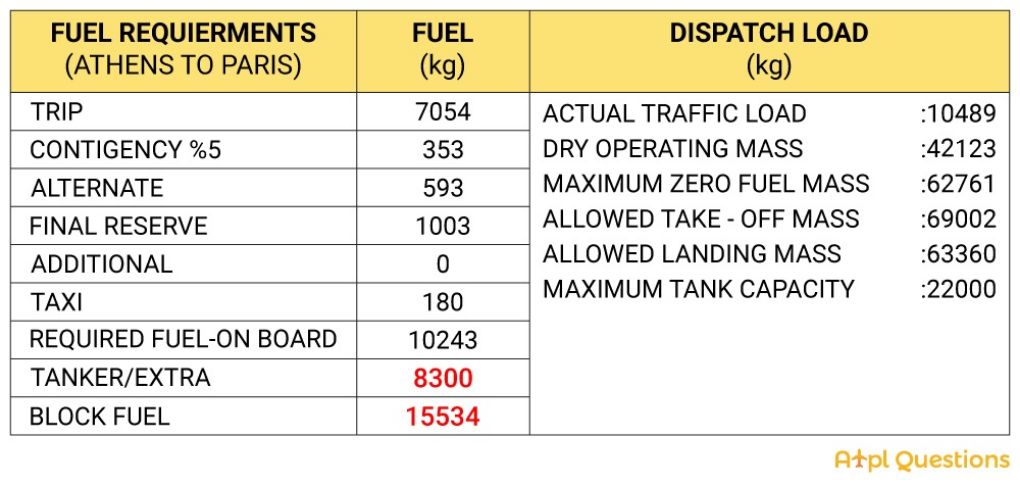 FUEL REQUIERMENTS
(ATHENS TO PARIS)
FUEL
(kg)
DISPATCH LOAD
(kg)
TRIP 7054
CONTIGENCY %5 353
ALTERNATE 593
FINAL RESERVE 1003
ADDITIONAL 0
TAXI 180
REQUIRED FUEL-ON BOARD 10243
TANKER/EXTRA 8300
BLOCK FUEL 15534
ACTUAL TRAFFIC LOAD :10489
DRY OPERATING MASS :42123
MAXIMUM ZERO FUEL MASS :62761
ALLOWED TAKE - OFF MASS :69002
ALLOWED LANDING MASS :63360
MAXIMUM TANK CAPACITY :22000
Atpl Questions